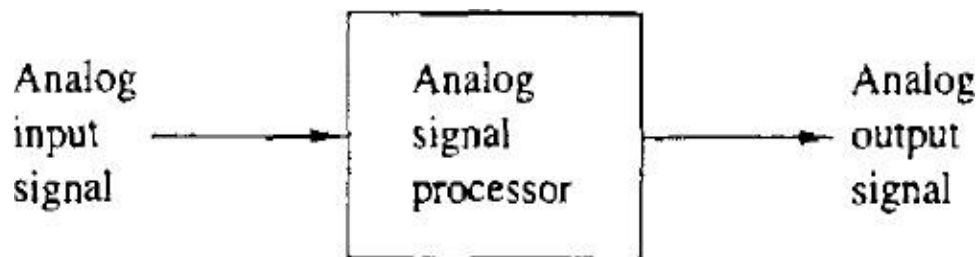 Analog
input
signal
Analog
signal
processor
Analog
output
signal